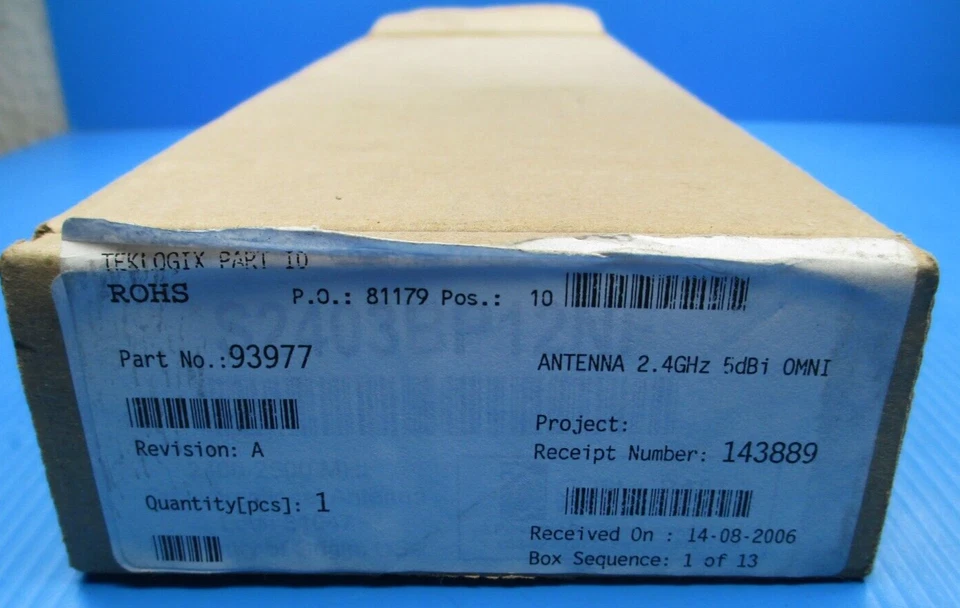 TEKLOGIX PART ID
ROHS P.O.: 81179 Pos.: 10
Part No.:93977 ANTENNA 2.4GHz 5dBi OMNI
Project:
Revision: A Receipt Number: 143889
Quantity[pcs]: 1
Received On : 14-08-2006
Box Sequence: 1 of 13